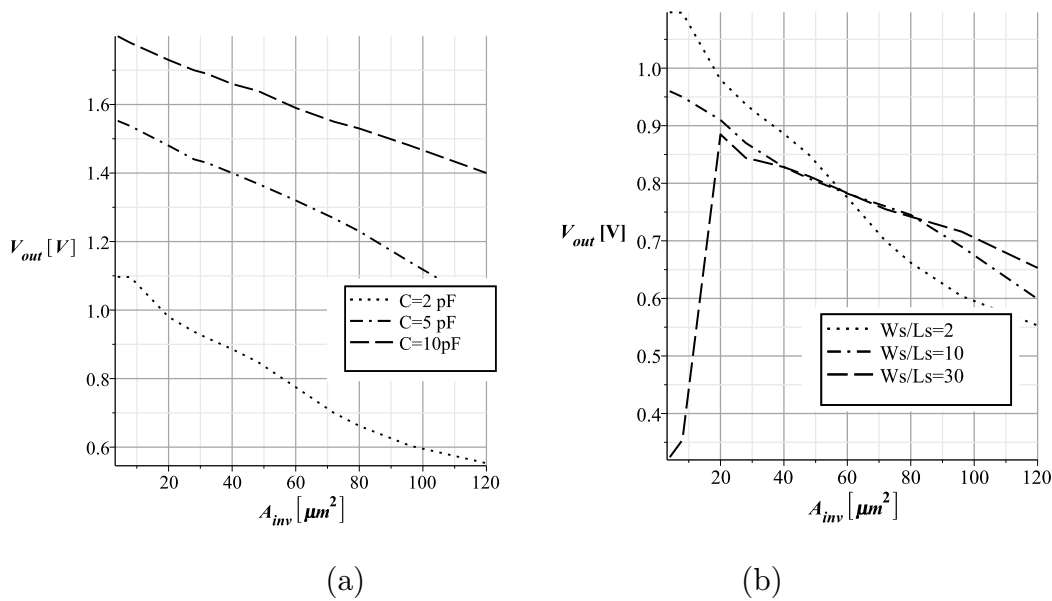 1.6
1.4
1.2
1.0
0.8
0.6
V_out [V]
C=2 pF
C=5 pF
C=10pF
20 40 60 80 100 120
A_inv [μm²]
(a)
1.0
0.9
0.8
0.7
0.6
0.5
0.4
V_out [V]
Ws/Ls=2
Ws/Ls=10
Ws/Ls=30
20 40 60 80 100 120
A_inv [μm²]
(b)